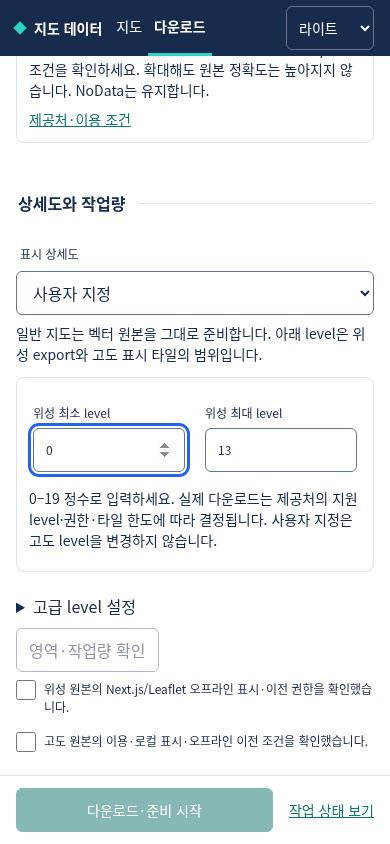 지도 데이터 지도 다운로드 라이트
조건을 확인하세요. 확대해도 원본 정확도는 높아지지 않
습니다. NoData는 유지합니다.
제공처·이용 조건
상세도와 작업량
표시 상세도
사용자 지정
일반 지도는 벡터 원본을 그대로 준비합니다. 아래 level은 위
성 export와 고도 표시 타일의 범위입니다.
위성 최소 level 위성 최대 level
0 13
0–19 정수로 입력하세요. 실제 다운로드는 제공처의 지원
level·권한·타일 한도에 따라 결정됩니다. 사용자 지정은
고도 level을 변경하지 않습니다.
고급 level 설정
영역·작업량 확인
위성 원본의 Next.js/Leaflet 오프라인 표시·이전 권한을 확인했습
니다.
고도 원본의 이용·로컬 표시·오프라인 이전 조건을 확인했습니다.
다운로드·준비 시작 작업 상태 보기